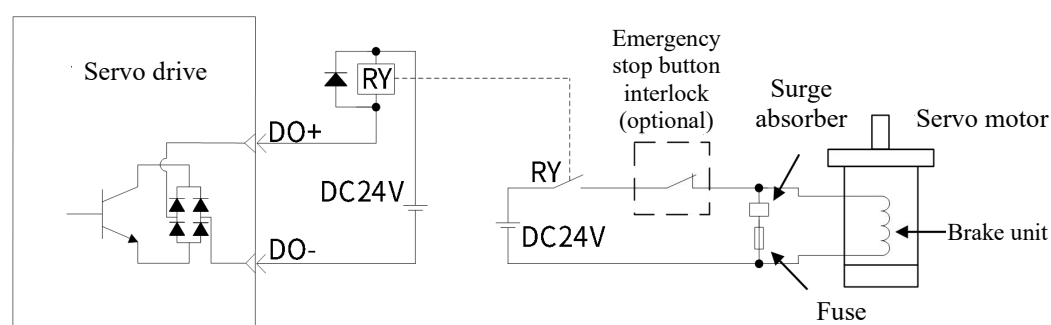 Servo drive
DO+
DO-
RY
DC24V
RY
DC24V
Emergency
stop button
interlock
(optional)
Surge
absorber
Servo motor
Brake unit
Fuse